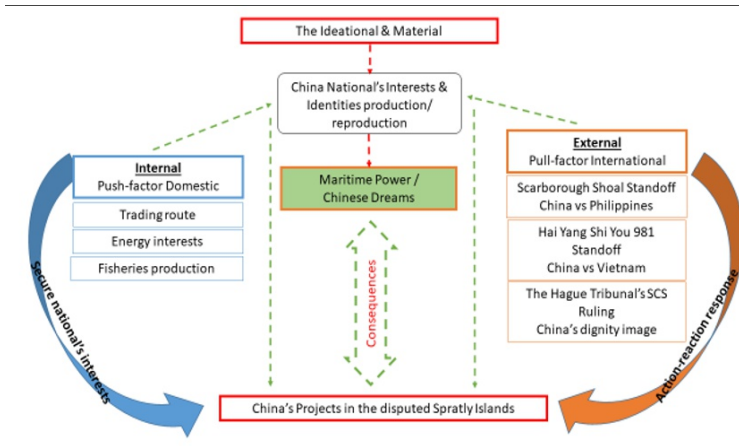 The Ideational & Material
China National's Interests &
Identities production/
reproduction
Internal
Push-factor Domestic
Trading route
Energy interests
Fisheries production
Maritime Power /
Chinese Dreams
External
Pull-factor International
Scarborough Shoal Standoff
China vs Philippines
Hai Yang Shi You 981
Standoff
China vs Vietnam
The Hague Tribunal's SCS
Ruling
China's dignity image
Secure national's interests
Consequences
Action-reaction response
China's Projects in the disputed Spratly Islands